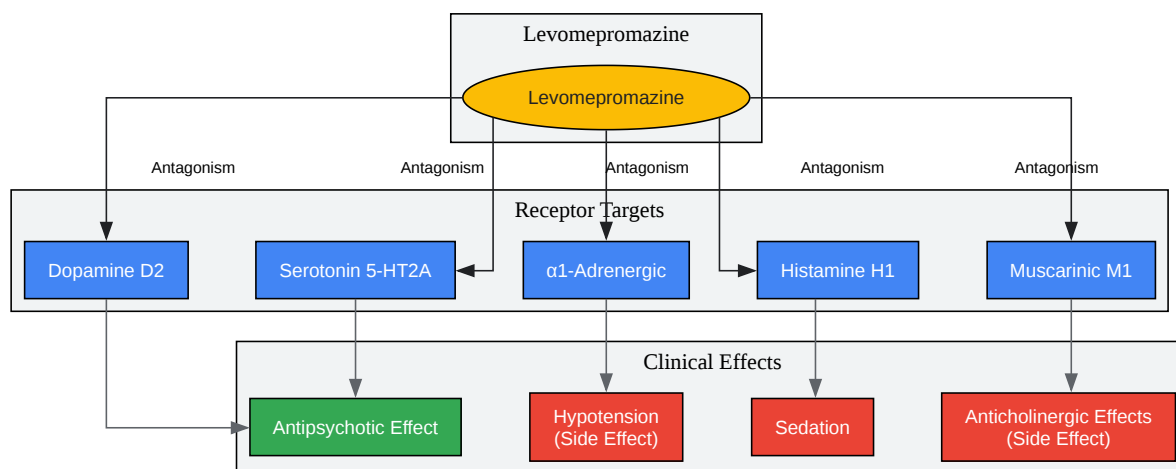 Levomepromazine
Levomepromazine
Antagonism
Antagonism
Antagonism
Antagonism
Antagonism
Receptor Targets
Dopamine D2
Serotonin 5-HT2A
α1-Adrenergic
Histamine H1
Muscarinic M1
Clinical Effects
Antipsychotic Effect
Hypotension
(Side Effect)
Sedation
Anticholinergic Effects
(Side Effect)